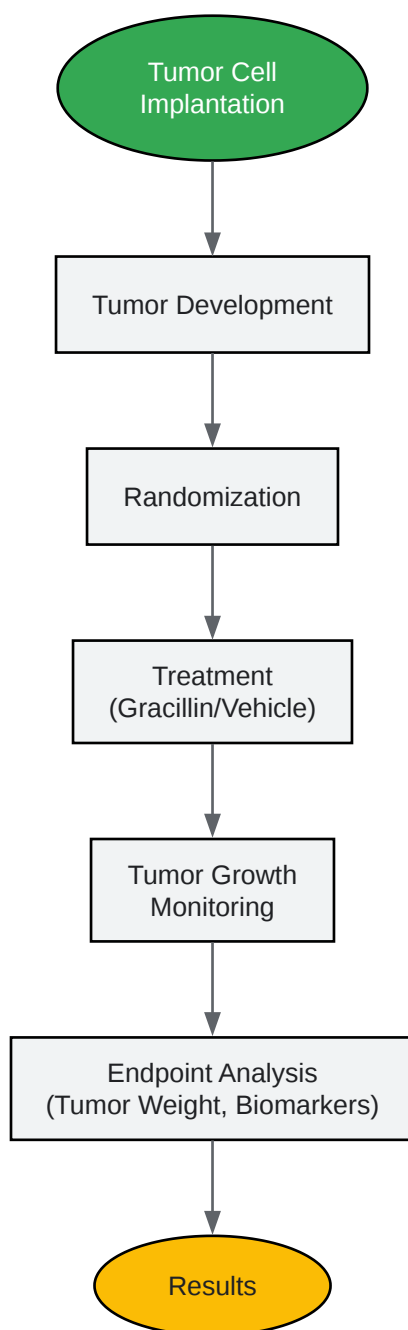 Tumor Cell
Implantation
Tumor Development
Randomization
Treatment
(Gracillin/Vehicle)
Tumor Growth
Monitoring
Endpoint Analysis
(Tumor Weight, Biomarkers)
Results